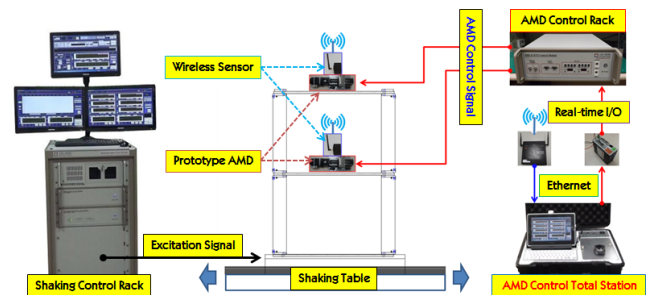 AMD Control Rack
AMD Control Signal
Wireless Sensor
Real-time I/O
Prototype AMD
Ethernet
Excitation Signal
Shaking Control Rack
Shaking Table
AMD Control Total Station